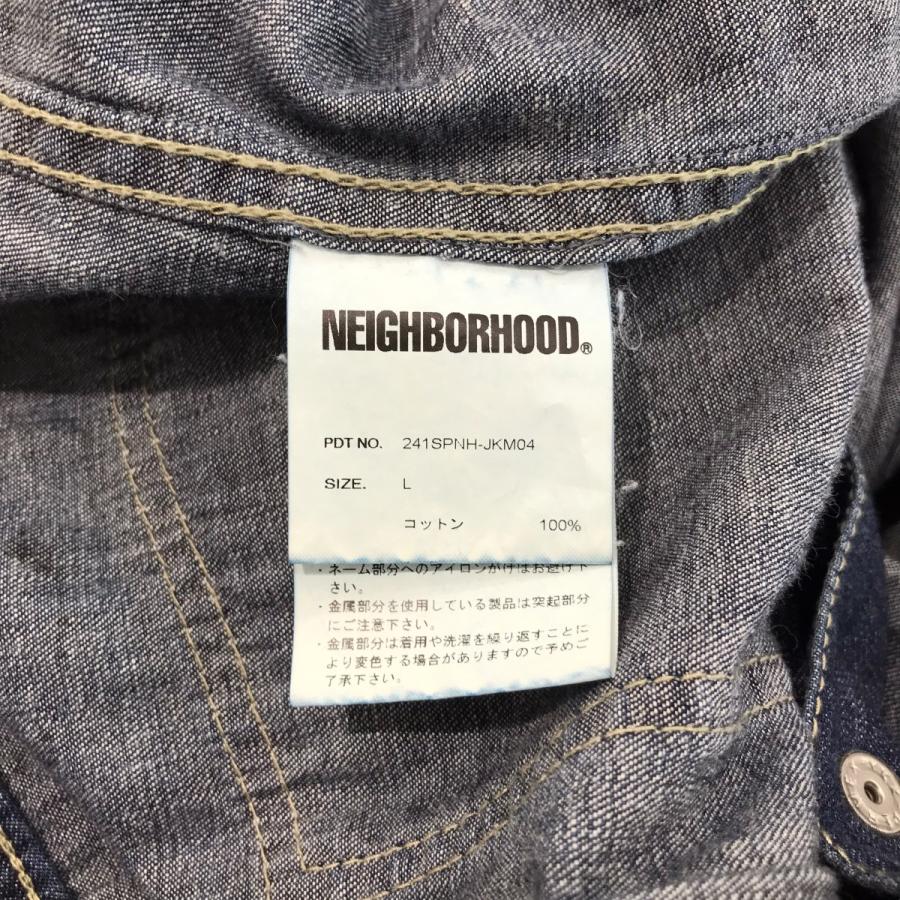 NEIGHBORHOOD®
PDT NO. 241SPNH-JKM04
SIZE. L
コットン 100%
・ネーム部分へのアイロンかけはお避け下
さい。
・金属部分を使用している製品は突起部分
にご注意下さい。
・金属部分は着用や洗濯を繰り返すことに
より変色する場合がありますので予めご
了承下さい。